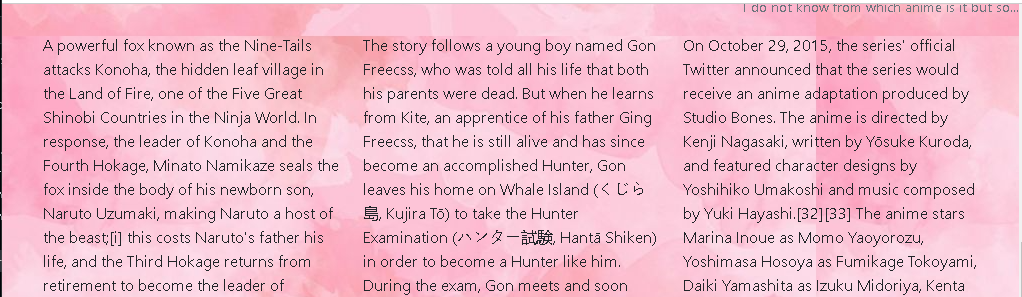 I do not know from which anime is it but so...
A powerful fox known as the Nine-Tails
attacks Konoha, the hidden leaf village in
the Land of Fire, one of the Five Great
Shinobi Countries in the Ninja World. In
response, the leader of Konoha and the
Fourth Hokage, Minato Namikaze seals the
fox inside the body of his newborn son,
Naruto Uzumaki, making Naruto a host of
the beast;[i] this costs Naruto's father his
life, and the Third Hokage returns from
retirement to become the leader of
The story follows a young boy named Gon
Freecss, who was told all his life that both
his parents were dead. But when he learns
from Kite, an apprentice of his father Ging
Freecss, that he is still alive and has since
become an accomplished Hunter, Gon
leaves his home on Whale Island (くじら
島, Kujira Tō) to take the Hunter
Examination (ハンター試験, Hantā Shiken)
in order to become a Hunter like him.
During the exam, Gon meets and soon
On October 29, 2015, the series' official
Twitter announced that the series would
receive an anime adaptation produced by
Studio Bones. The anime is directed by
Kenji Nagasaki, written by Yōsuke Kuroda,
and featured character designs by
Yoshihiko Umakoshi and music composed
by Yuki Hayashi.[32][33] The anime stars
Marina Inoue as Momo Yaoyorozu,
Yoshimasa Hosoya as Fumikage Tokoyami,
Daiki Yamashita as Izuku Midoriya, Kenta